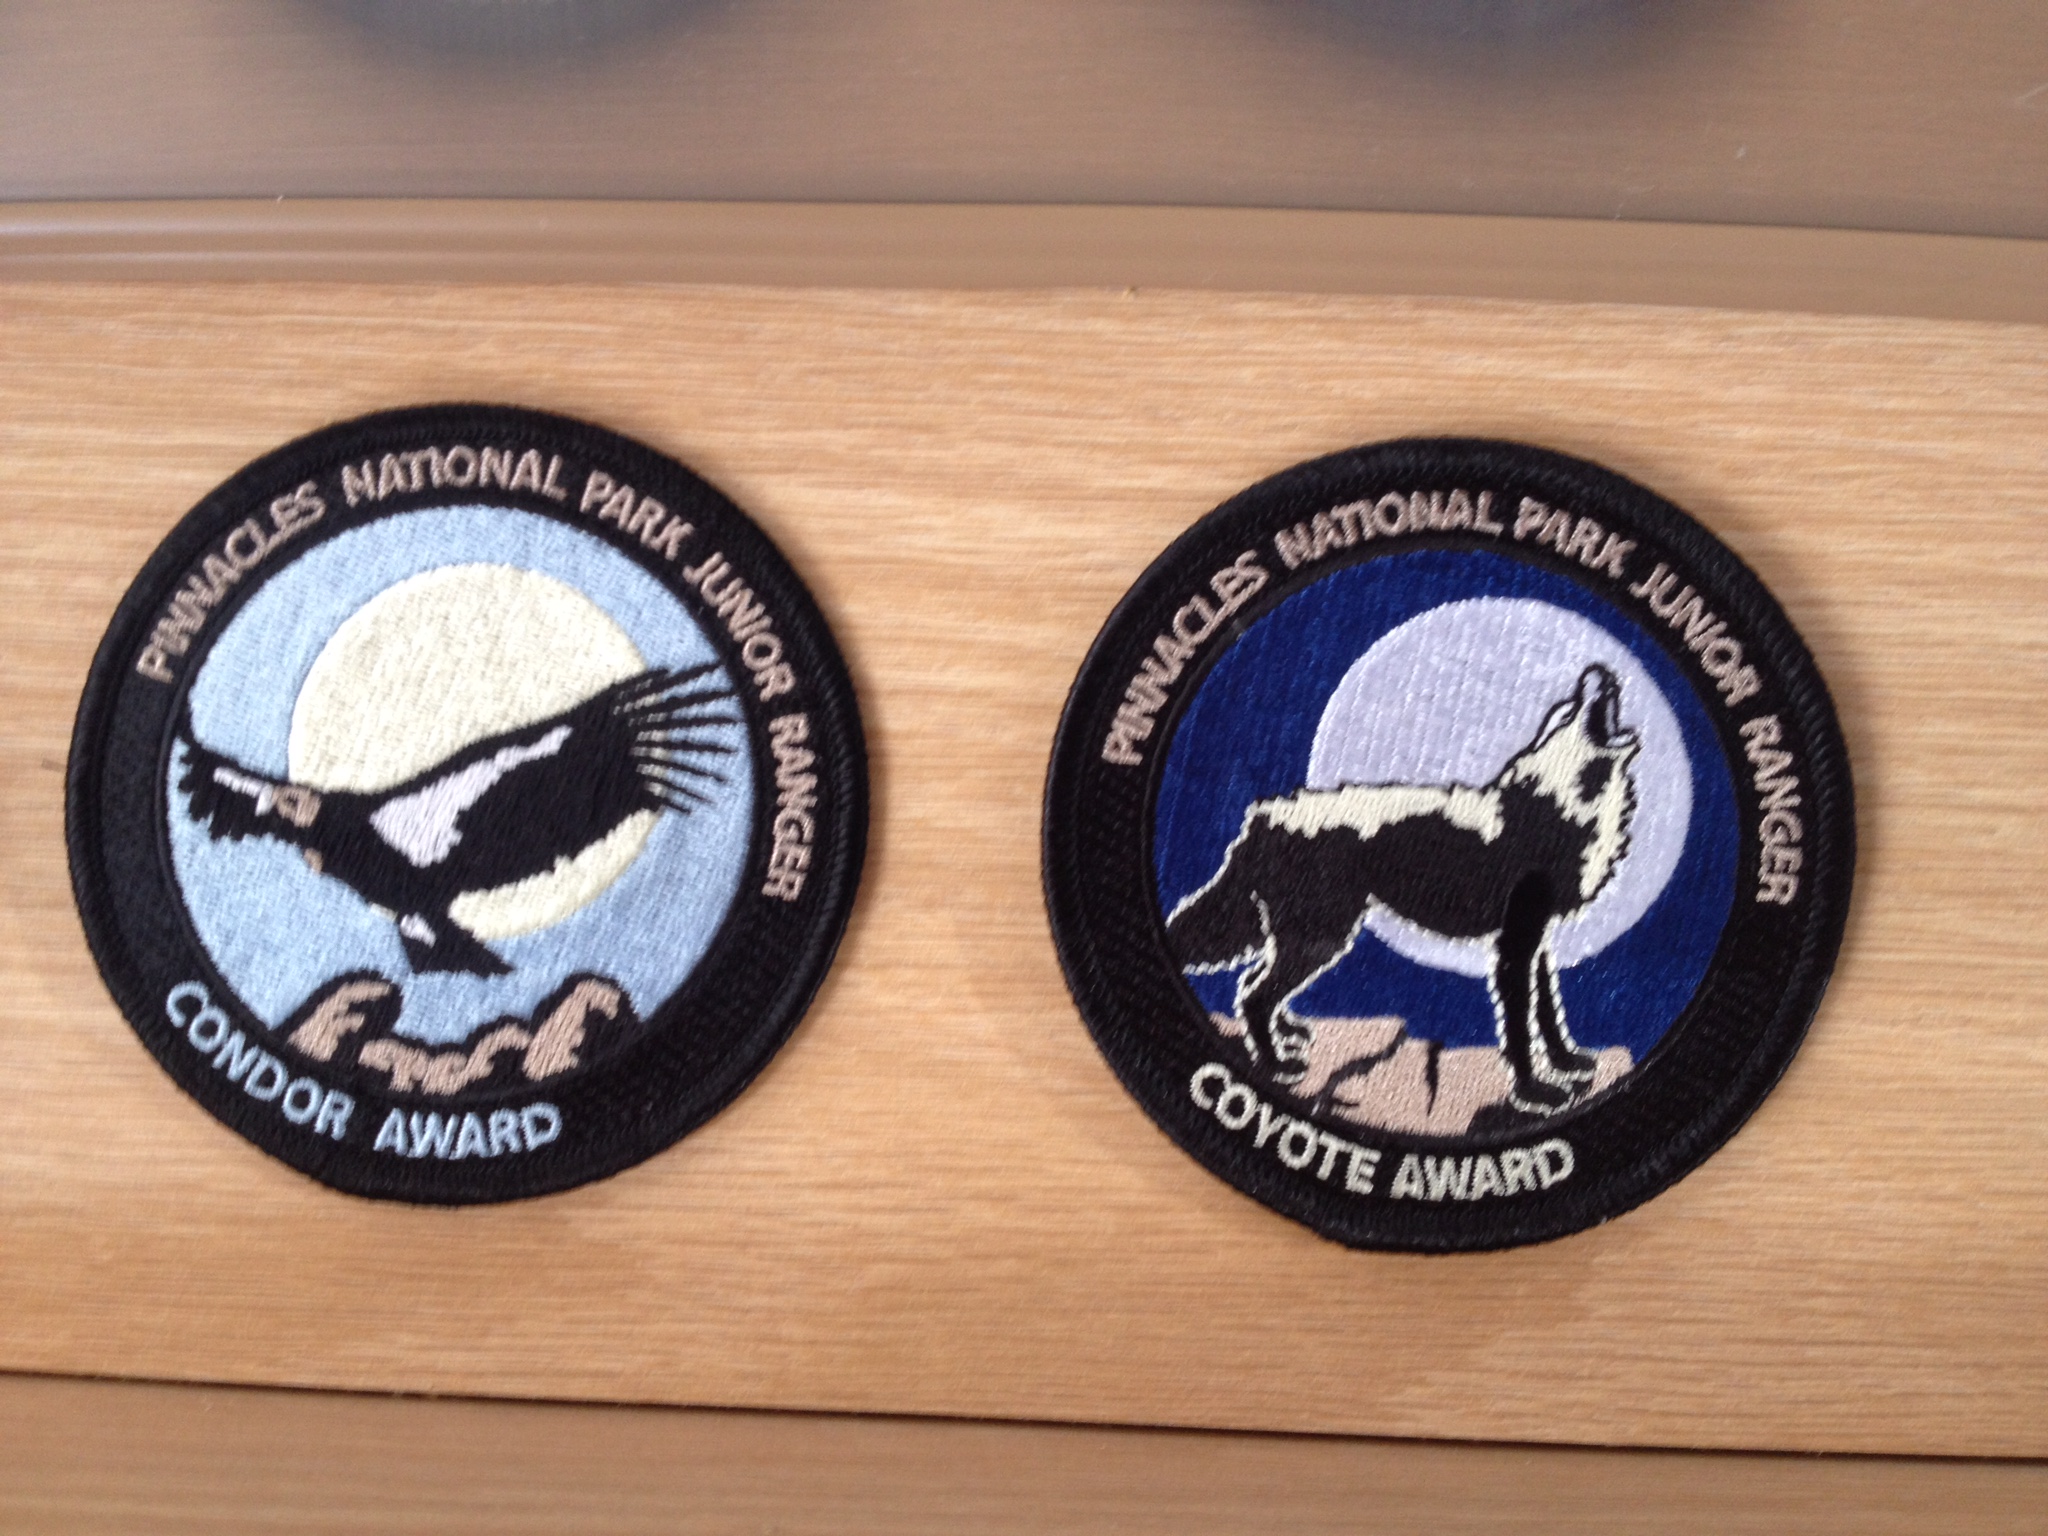 PINNACLES NATIONAL PARK JUNIOR RANGER
CONDOR AWARD
PINNACLES NATIONAL PARK JUNIOR RANGER
COYOTE AWARD